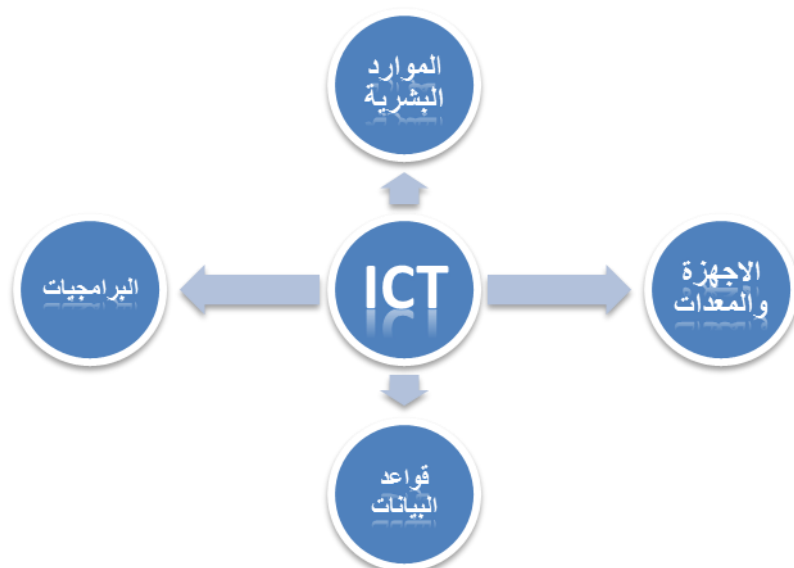 الموارد
البشرية
البرامجيات
ICT
الاجهزة
والمعدات
قواعد
البيانات